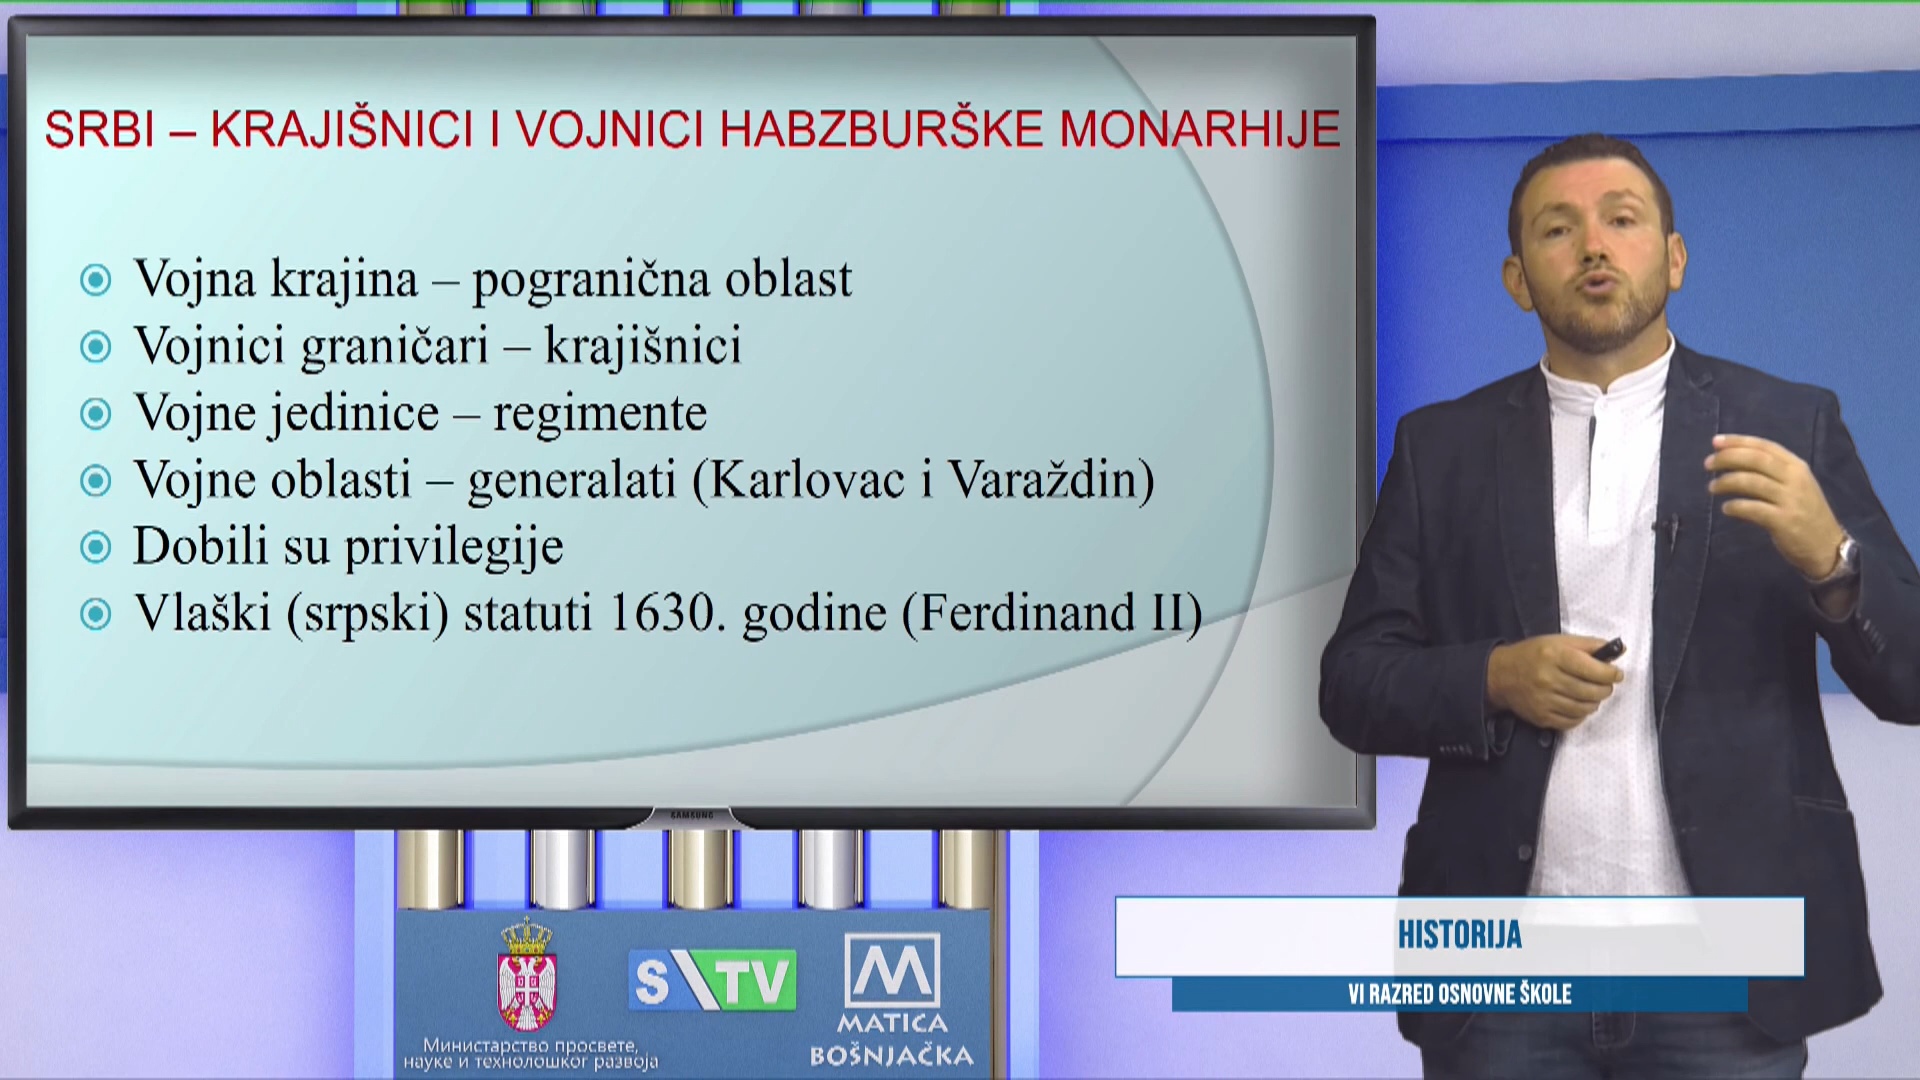 SRBI – KRAJIŠNICI I VOJNICI HABZBURŠKE MONARHIJE
Vojna krajina – pogranična oblast
Vojnici graničari – krajišnici
Vojne jedinice – regimente
Vojne oblasti – generalati (Karlovac i Varaždin)
Dobili su privilegije
Vlaški (srpski) statuti 1630. godine (Ferdinand II)
SAMSUNG
HISTORIJA
VI RAZRED OSNOVNE ŠKOLE
Министарство просвете,
науке и технолошког развоја
S TV
M
MATICA
BOŠNJAČKA